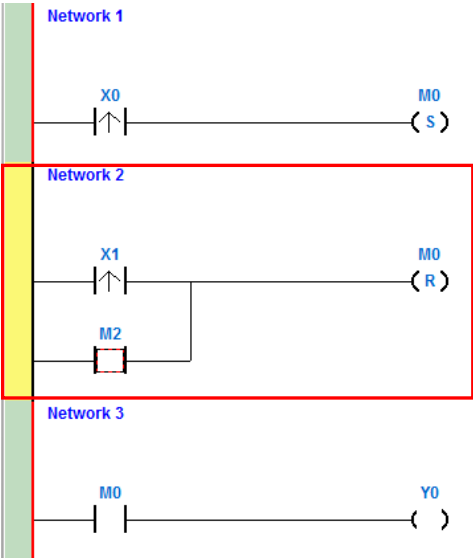 Network 1
X0 M0
S
Network 2
X1 M0
R
M2
Network 3
M0 Y0